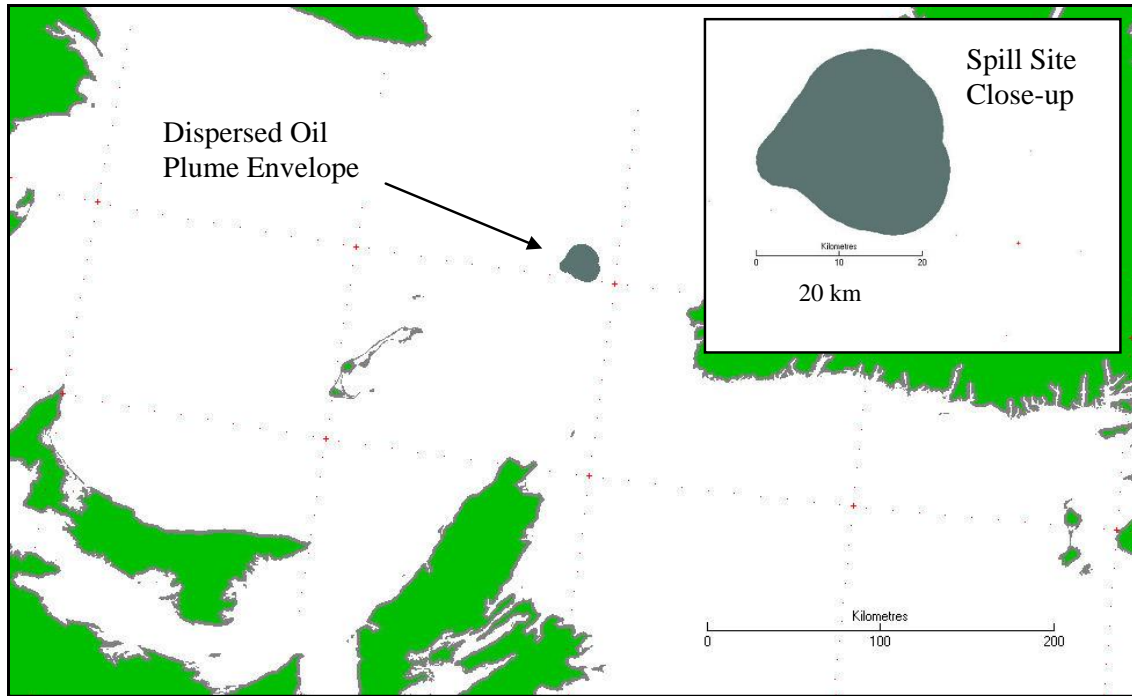 Dispersed Oil
Plume Envelope
Spill Site
Close-up
Kilometres
0 10 20
20 km
Kilometres
0 100 200